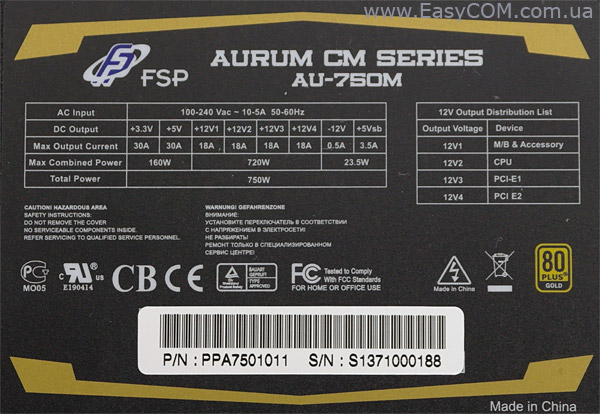 www.EasyCOM.com.ua
FSP
AURUM CM SERIES
AU-750M
AC Input 100-240 Vac ~ 10-5A 50-60Hz
DC Output +3.3V +5V +12V1 +12V2 +12V3 +12V4 -12V +5Vsb
Max Output Current 30A 30A 18A 18A 18A 18A 0.5A 3.5A
Max Combined Power 160W 720W 23.5W
Total Power 750W
12V Output Distribution List
Output Voltage Device
12V1 M/B & Accessory
12V2 CPU
12V3 PCI-E1
12V4 PCI E2
CAUTION! HAZARDOUS AREA
SAFETY INSTRUCTIONS:
DO NOT REMOVE THE COVER
NO SERVICEABLE COMPONENTS INSIDE.
REFER SERVICING TO QUALIFIED SERVICE PERSONNEL.
WARNUNG! GEFAHRENZONE
ВНИМАНИЕ:
УСТАНОВИТЕ ПЕРЕКЛЮЧАТЕЛЬ В СООТВЕТСТВИИ
С НАПРЯЖЕНИЕМ В ЭЛЕКТРОСЕТИ!
НЕ РАЗБИРАТЬ!
РЕМОНТ ТОЛЬКО В СПЕЦИАЛИЗИРОВАННОМ
СЕРВИС ЦЕНТРЕ!
MO05
c RU us
E190414
CB CE
BAUART
GEPRÜFT
TYPE
APPROVED
FC Tested to Comply
With FCC Standards
FOR HOME OR OFFICE USE
Made in China
80
PLUS
GOLD
P/N : PPA7501011 S/N : S1371000188
Made in China